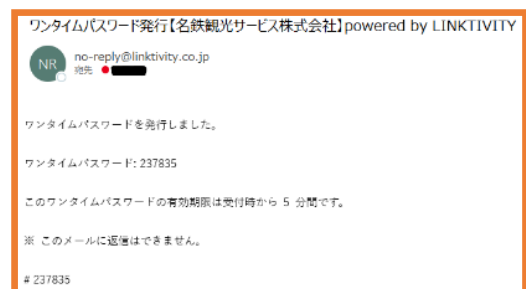 ワンタイムパスワード発行【名鉄観光サービス株式会社】powered by LINKTIVITY
NR
no-reply@linktivity.co.jp
宛先
ワンタイムパスワードを発行しました。
ワンタイムパスワード: 237835
このワンタイムパスワードの有効期限は受付時から 5 分間です。
※ このメールに返信はできません。
# 237835